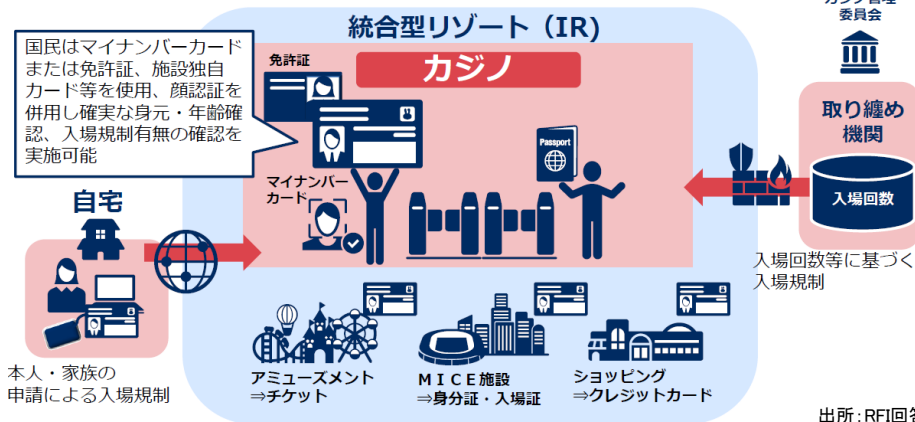 カジノ管理
委員会
統合型リゾート（IR)
国民はマイナンバーカード
または免許証、施設独自
カード等を使用、顔認証を
併用し確実な身元・年齢確
認、入場規制有無の確認を
実施可能
免許証
カジノ
取り纏め
機関
Passport
マイナンバー
カード
入場回数
自宅
入場回数等に基づく
入場規制
本人・家族の
申請による入場規制
アミューズメント
⇒チケット
ＭＩＣＥ施設
⇒身分証・入場証
ショッピング
⇒クレジットカード
出所：RFI回答